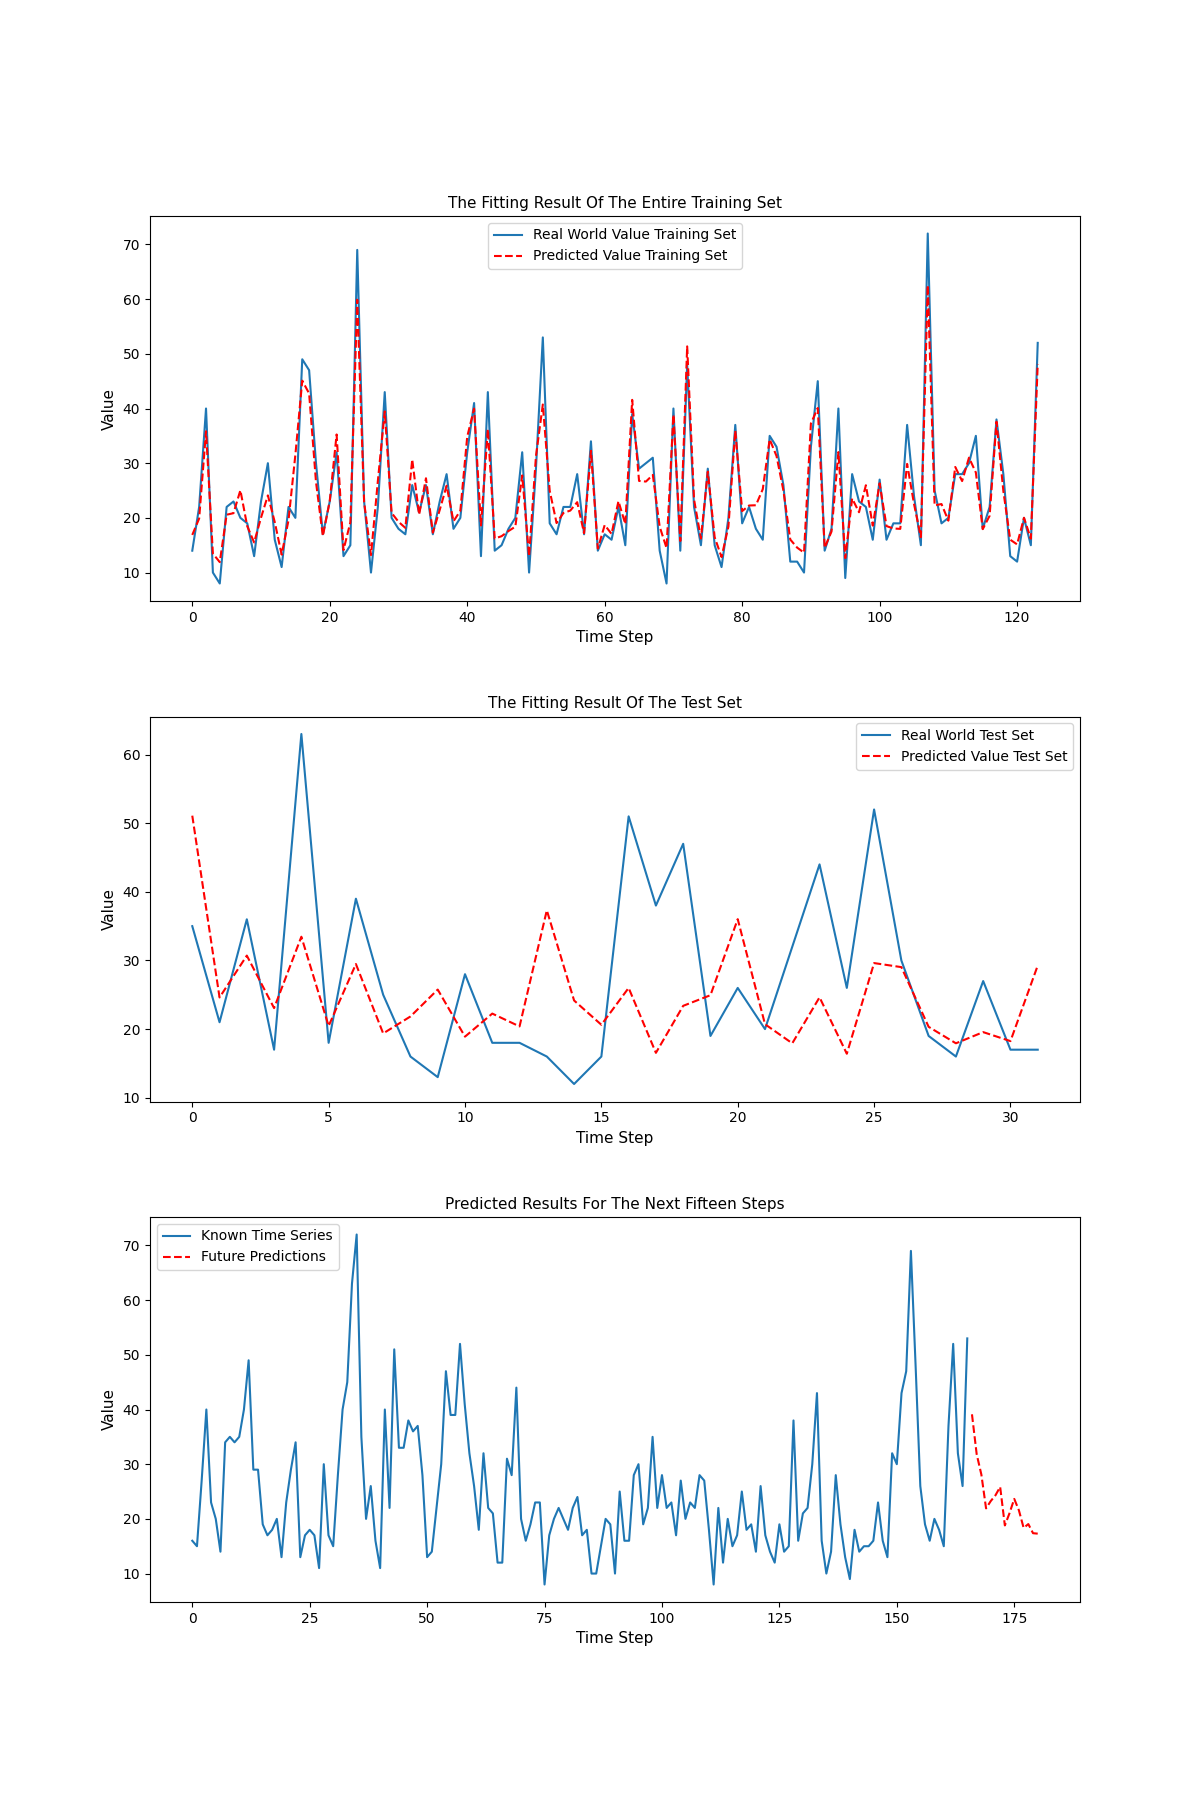 The Fitting Result Of The Entire Training Set
Real World Value Training Set
Predicted Value Training Set
Value
70
60
50
40
30
20
10
0 20 40 60 80 100 120
Time Step
The Fitting Result Of The Test Set
Real World Test Set
Predicted Value Test Set
Value
60
50
40
30
20
10
0 5 10 15 20 25 30
Time Step
Predicted Results For The Next Fifteen Steps
Known Time Series
Future Predictions
Value
70
60
50
40
30
20
10
0 25 50 75 100 125 150 175
Time Step